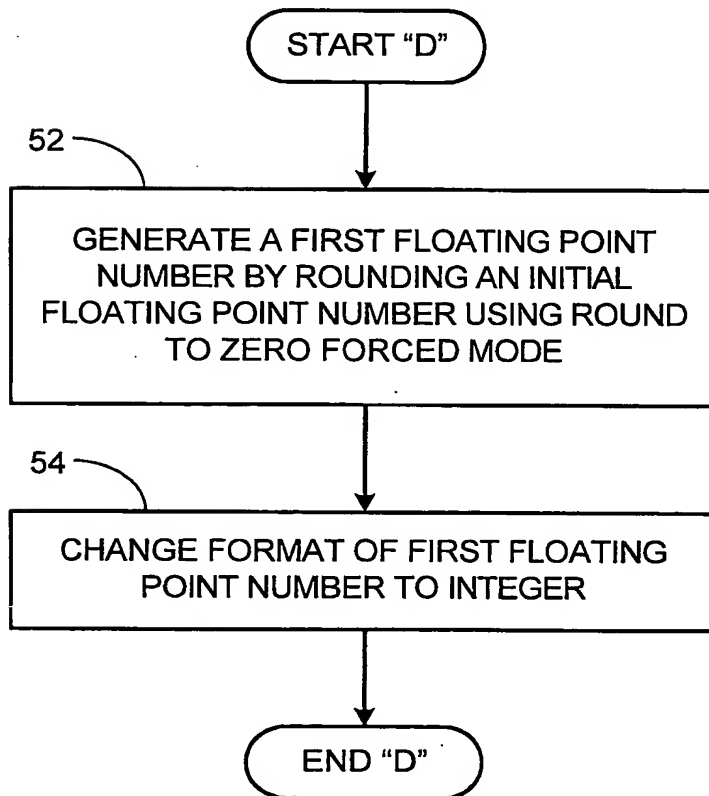 START “D”
52
GENERATE A FIRST FLOATING POINT
NUMBER BY ROUNDING AN INITIAL
FLOATING POINT NUMBER USING ROUND
TO ZERO FORCED MODE
54
CHANGE FORMAT OF FIRST FLOATING
POINT NUMBER TO INTEGER
END “D”